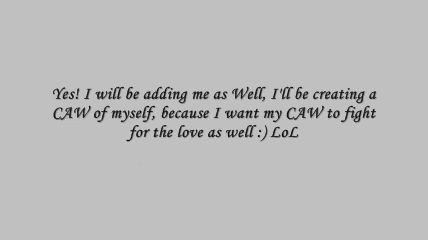 Yes! I will be adding me as Well, I'll be creating a
CAW of myself, because I want my CAW to fight
for the love as well :) LoL